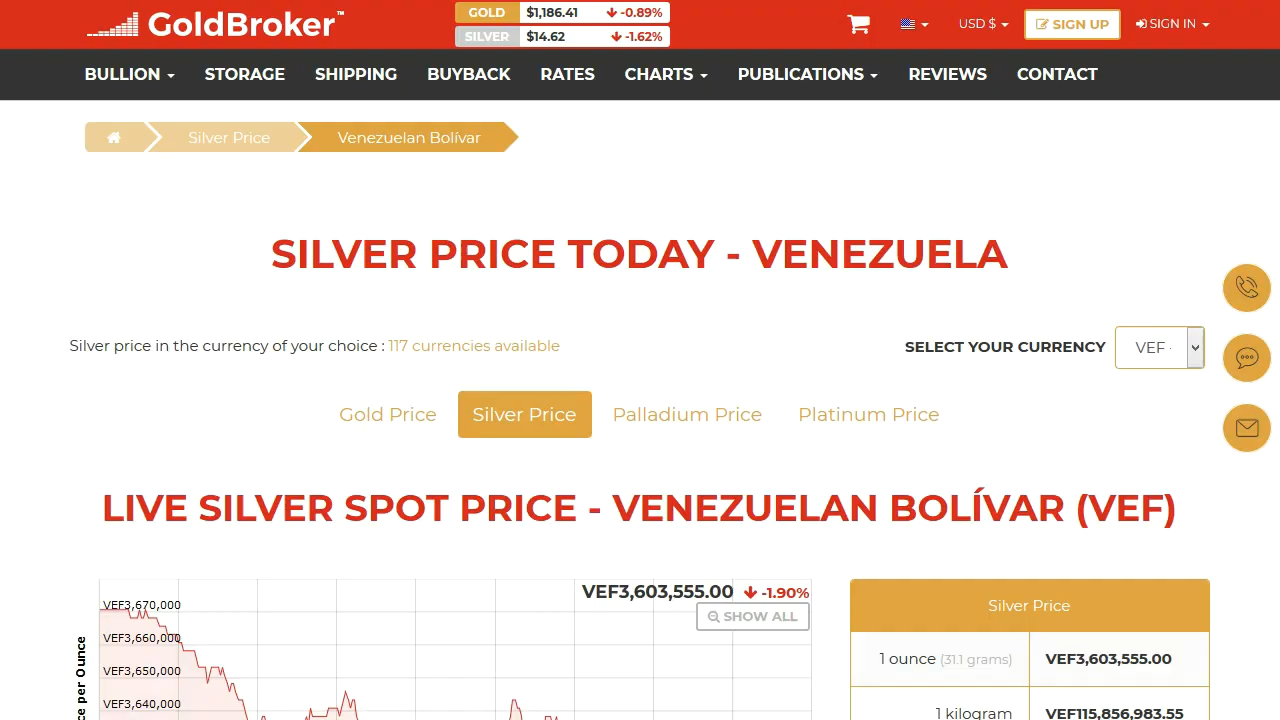 GoldBroker™
GOLD $1,186.41 -0.89%
SILVER $14.62 -1.62%
USD $
SIGN UP
SIGN IN
BULLION STORAGE SHIPPING BUYBACK RATES CHARTS PUBLICATIONS REVIEWS CONTACT
Silver Price Venezuelan Bolívar
SILVER PRICE TODAY - VENEZUELA
Silver price in the currency of your choice : 117 currencies available
SELECT YOUR CURRENCY VEF -
Gold Price Silver Price Palladium Price Platinum Price
LIVE SILVER SPOT PRICE - VENEZUELAN BOLÍVAR (VEF)
VEF3,603,555.00 -1.90%
SHOW ALL
VEF3,670,000
VEF3,660,000
VEF3,650,000
VEF3,640,000
per Ounce
Silver Price
1 ounce (31.1 grams) VEF3,603,555.00
1 kilogram VEF115,856,983.55